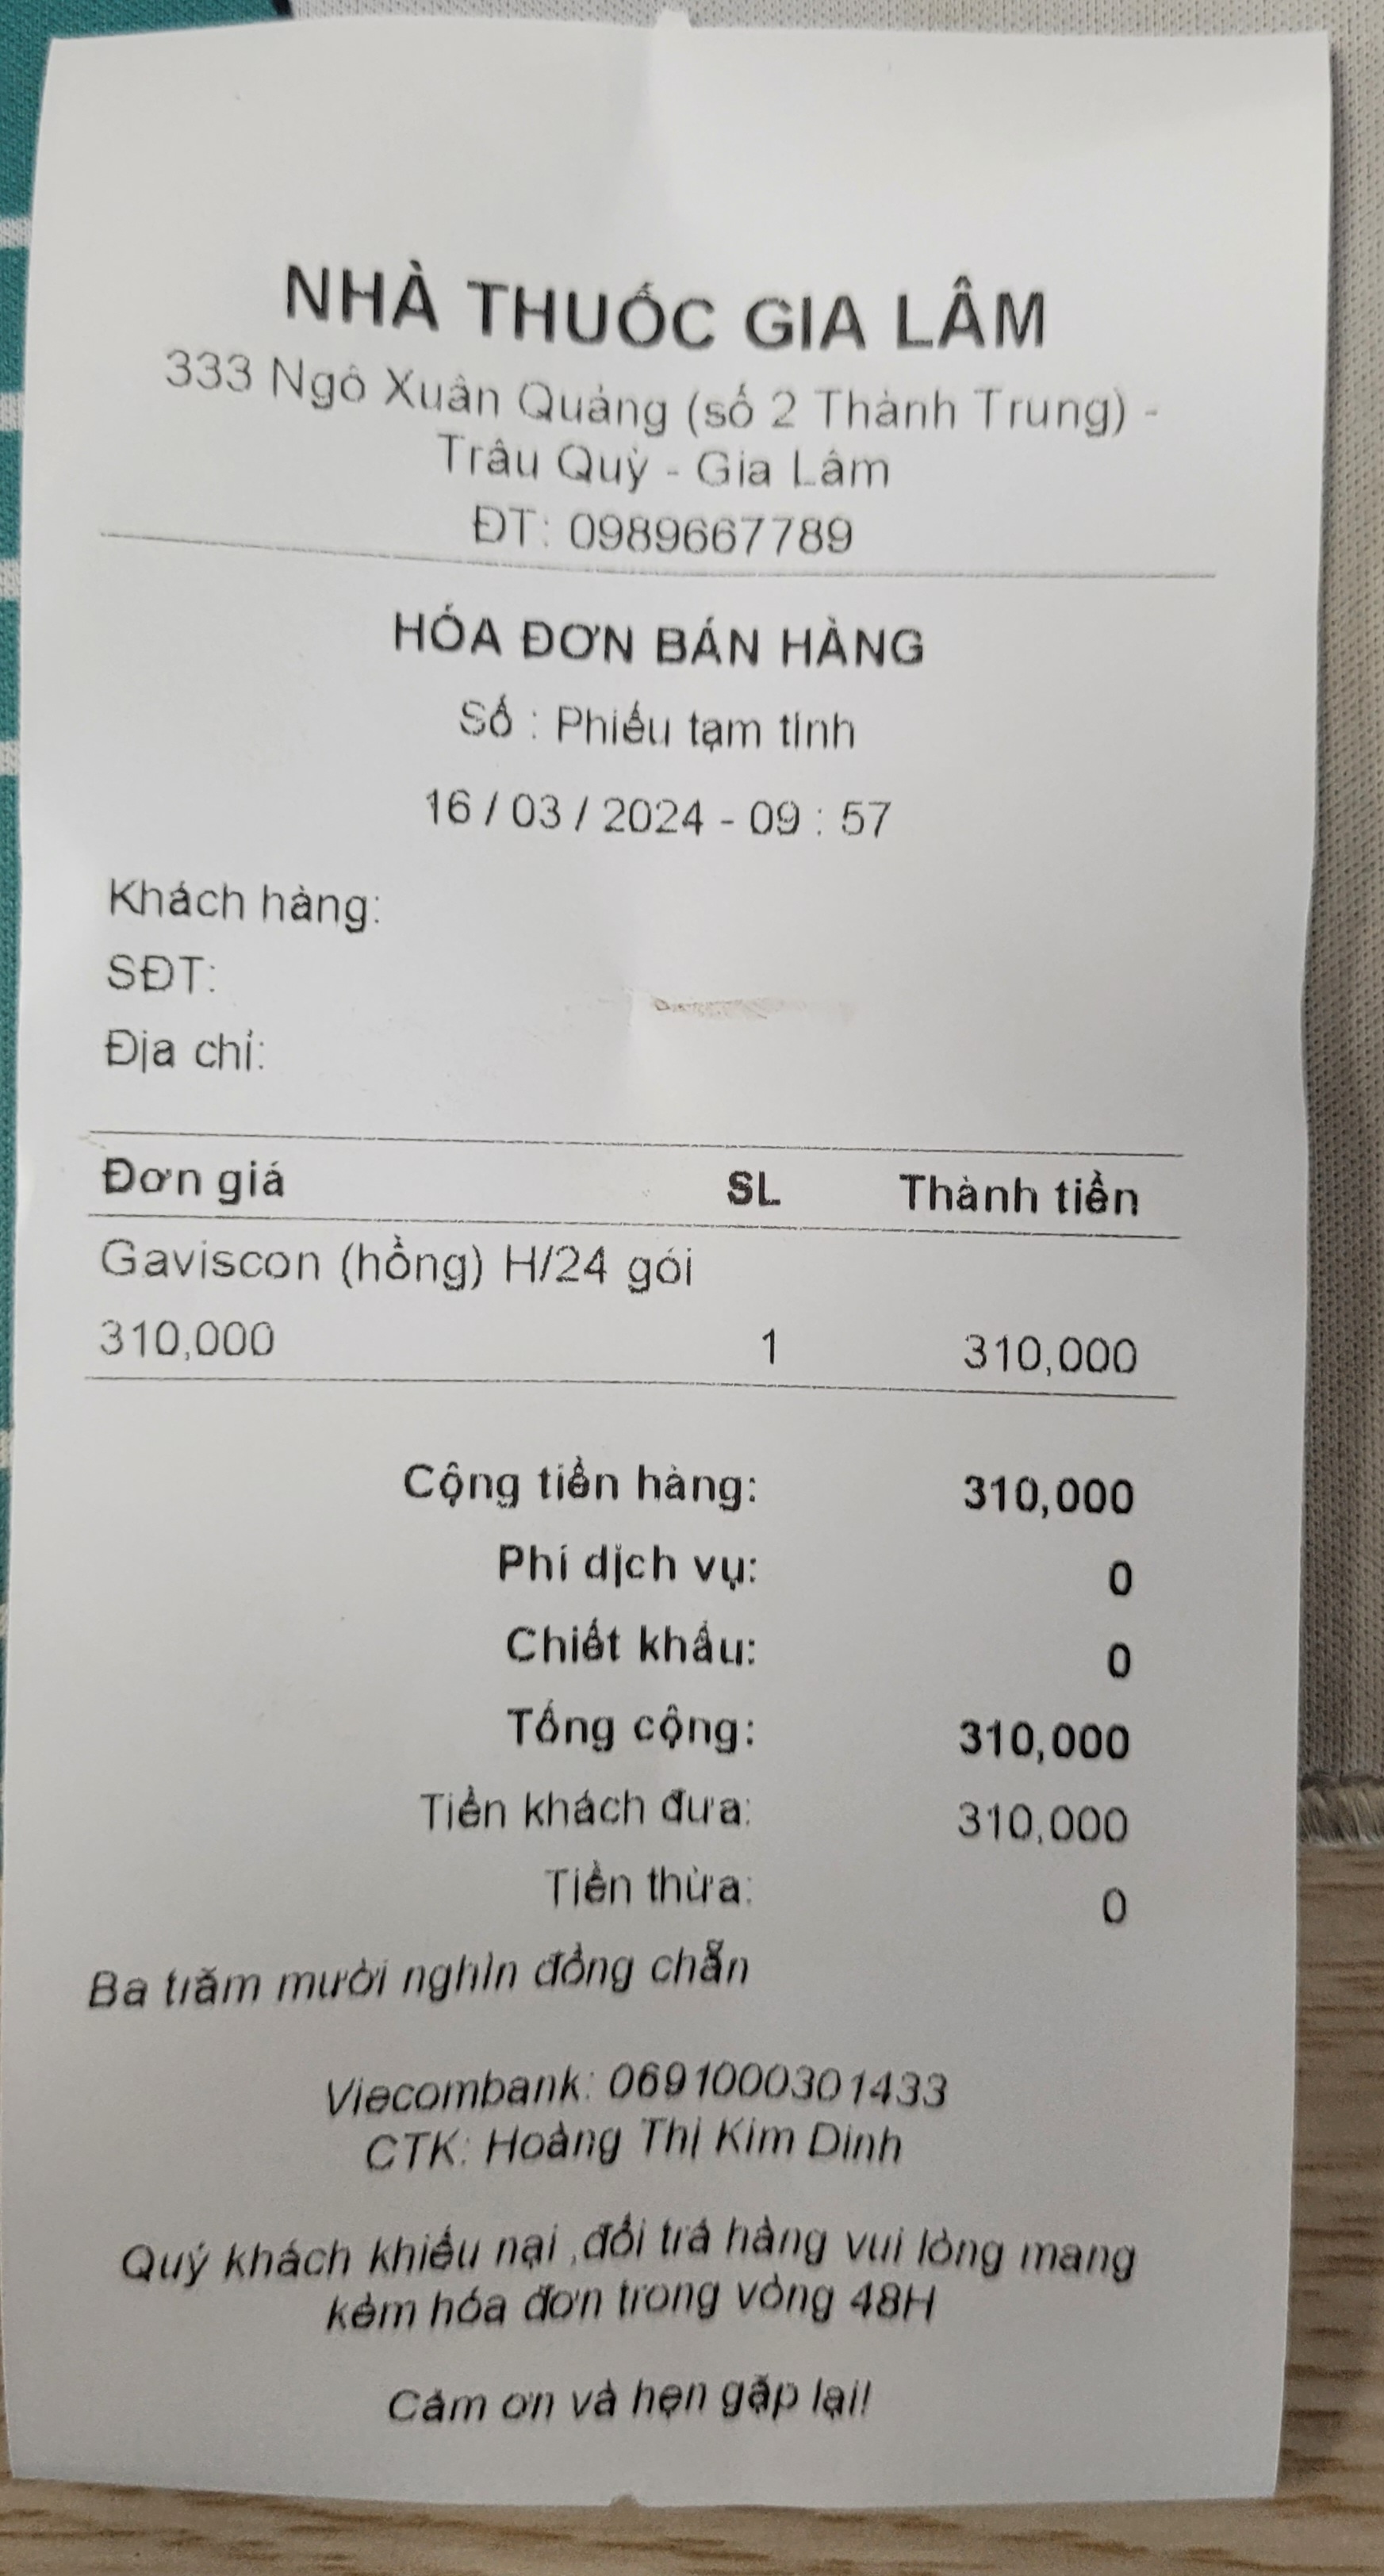 NHÀ THUỐC GIA LÂM
333 Ngô Xuân Quảng (số 2 Thành Trung) -
Trâu Quỳ - Gia Lâm
ĐT: 0989667789
HÓA ĐƠN BÁN HÀNG
Số : Phiếu tạm tính
16 / 03 / 2024 - 09 : 57
Khách hàng:
SĐT:
Địa chỉ:
Đơn giá SL Thành tiền
Gaviscon (hồng) H/24 gói
310,000 1 310,000
Cộng tiền hàng: 310,000
Phí dịch vụ: 0
Chiết khấu: 0
Tổng cộng: 310,000
Tiền khách đưa: 310,000
Tiền thừa: 0
Ba trăm mười nghìn đồng chẵn
Viecombank: 0691000301433
CTK: Hoàng Thị Kim Dinh
Quý khách khiếu nại ,đổi trả hàng vui lòng mang
kèm hóa đơn trong vòng 48H
Cảm ơn và hẹn gặp lại!